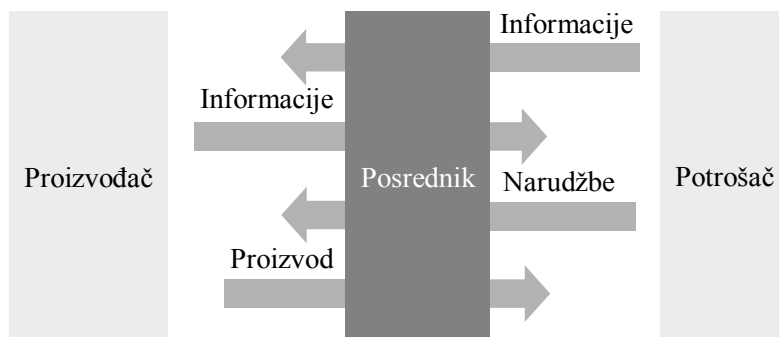 Informacije
Informacije
Proizvođač
Posrednik
Narudžbe
Potrošač
Proizvod